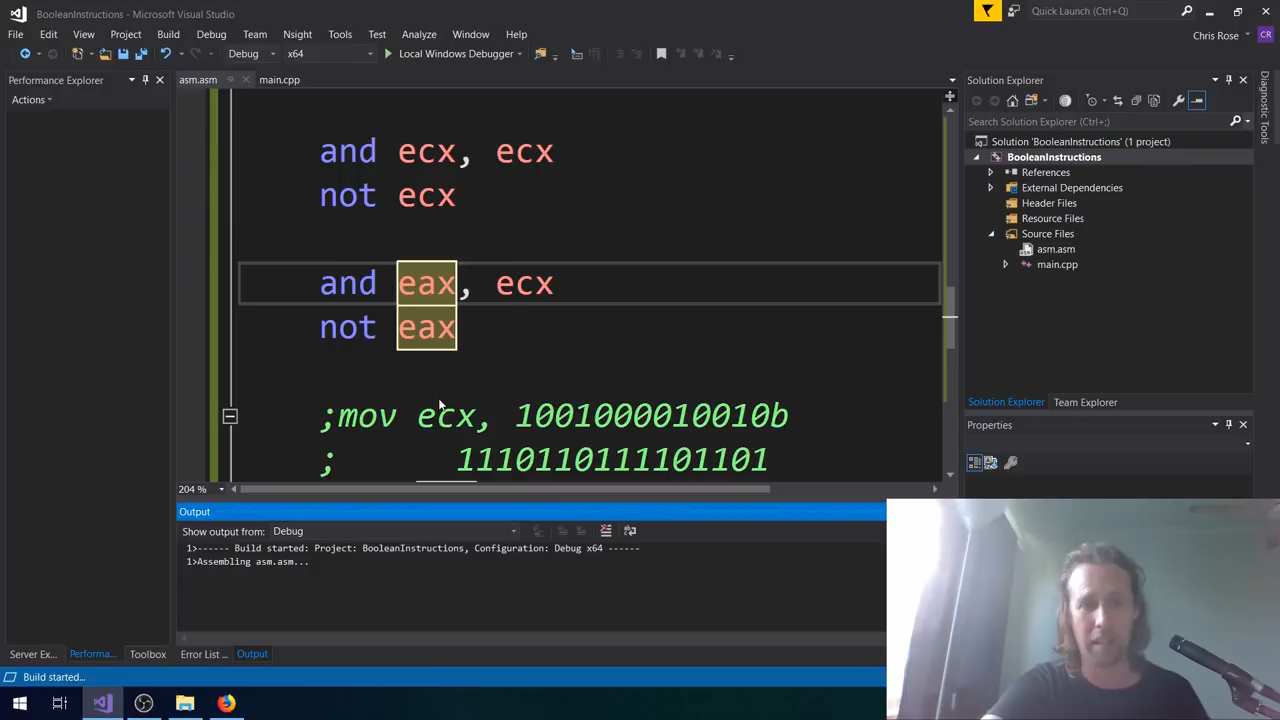 BooleanInstructions - Microsoft Visual Studio
Quick Launch (Ctrl+Q)
File Edit View Project Build Debug Team Nsight Tools Test Analyze Window Help
Chris Rose CR
Debug x64 Local Windows Debugger
Performance Explorer
Actions
asm.asm main.cpp
and ecx, ecx
not ecx
and eax, ecx
not eax
;mov ecx, 1001000010010b
; 1110110111101101
204 %
Solution Explorer
Search Solution Explorer (Ctrl+;)
Solution 'BooleanInstructions' (1 project)
BooleanInstructions
References
External Dependencies
Header Files
Resource Files
Source Files
asm.asm
main.cpp
Solution Explorer Team Explorer
Properties
Diagnostic Tools
Output
Show output from: Debug
1>------ Build started: Project: BooleanInstructions, Configuration: Debug x64 ------
1>Assembling asm.asm...
Server Ex... Performa... Toolbox Error List ... Output
Build started...